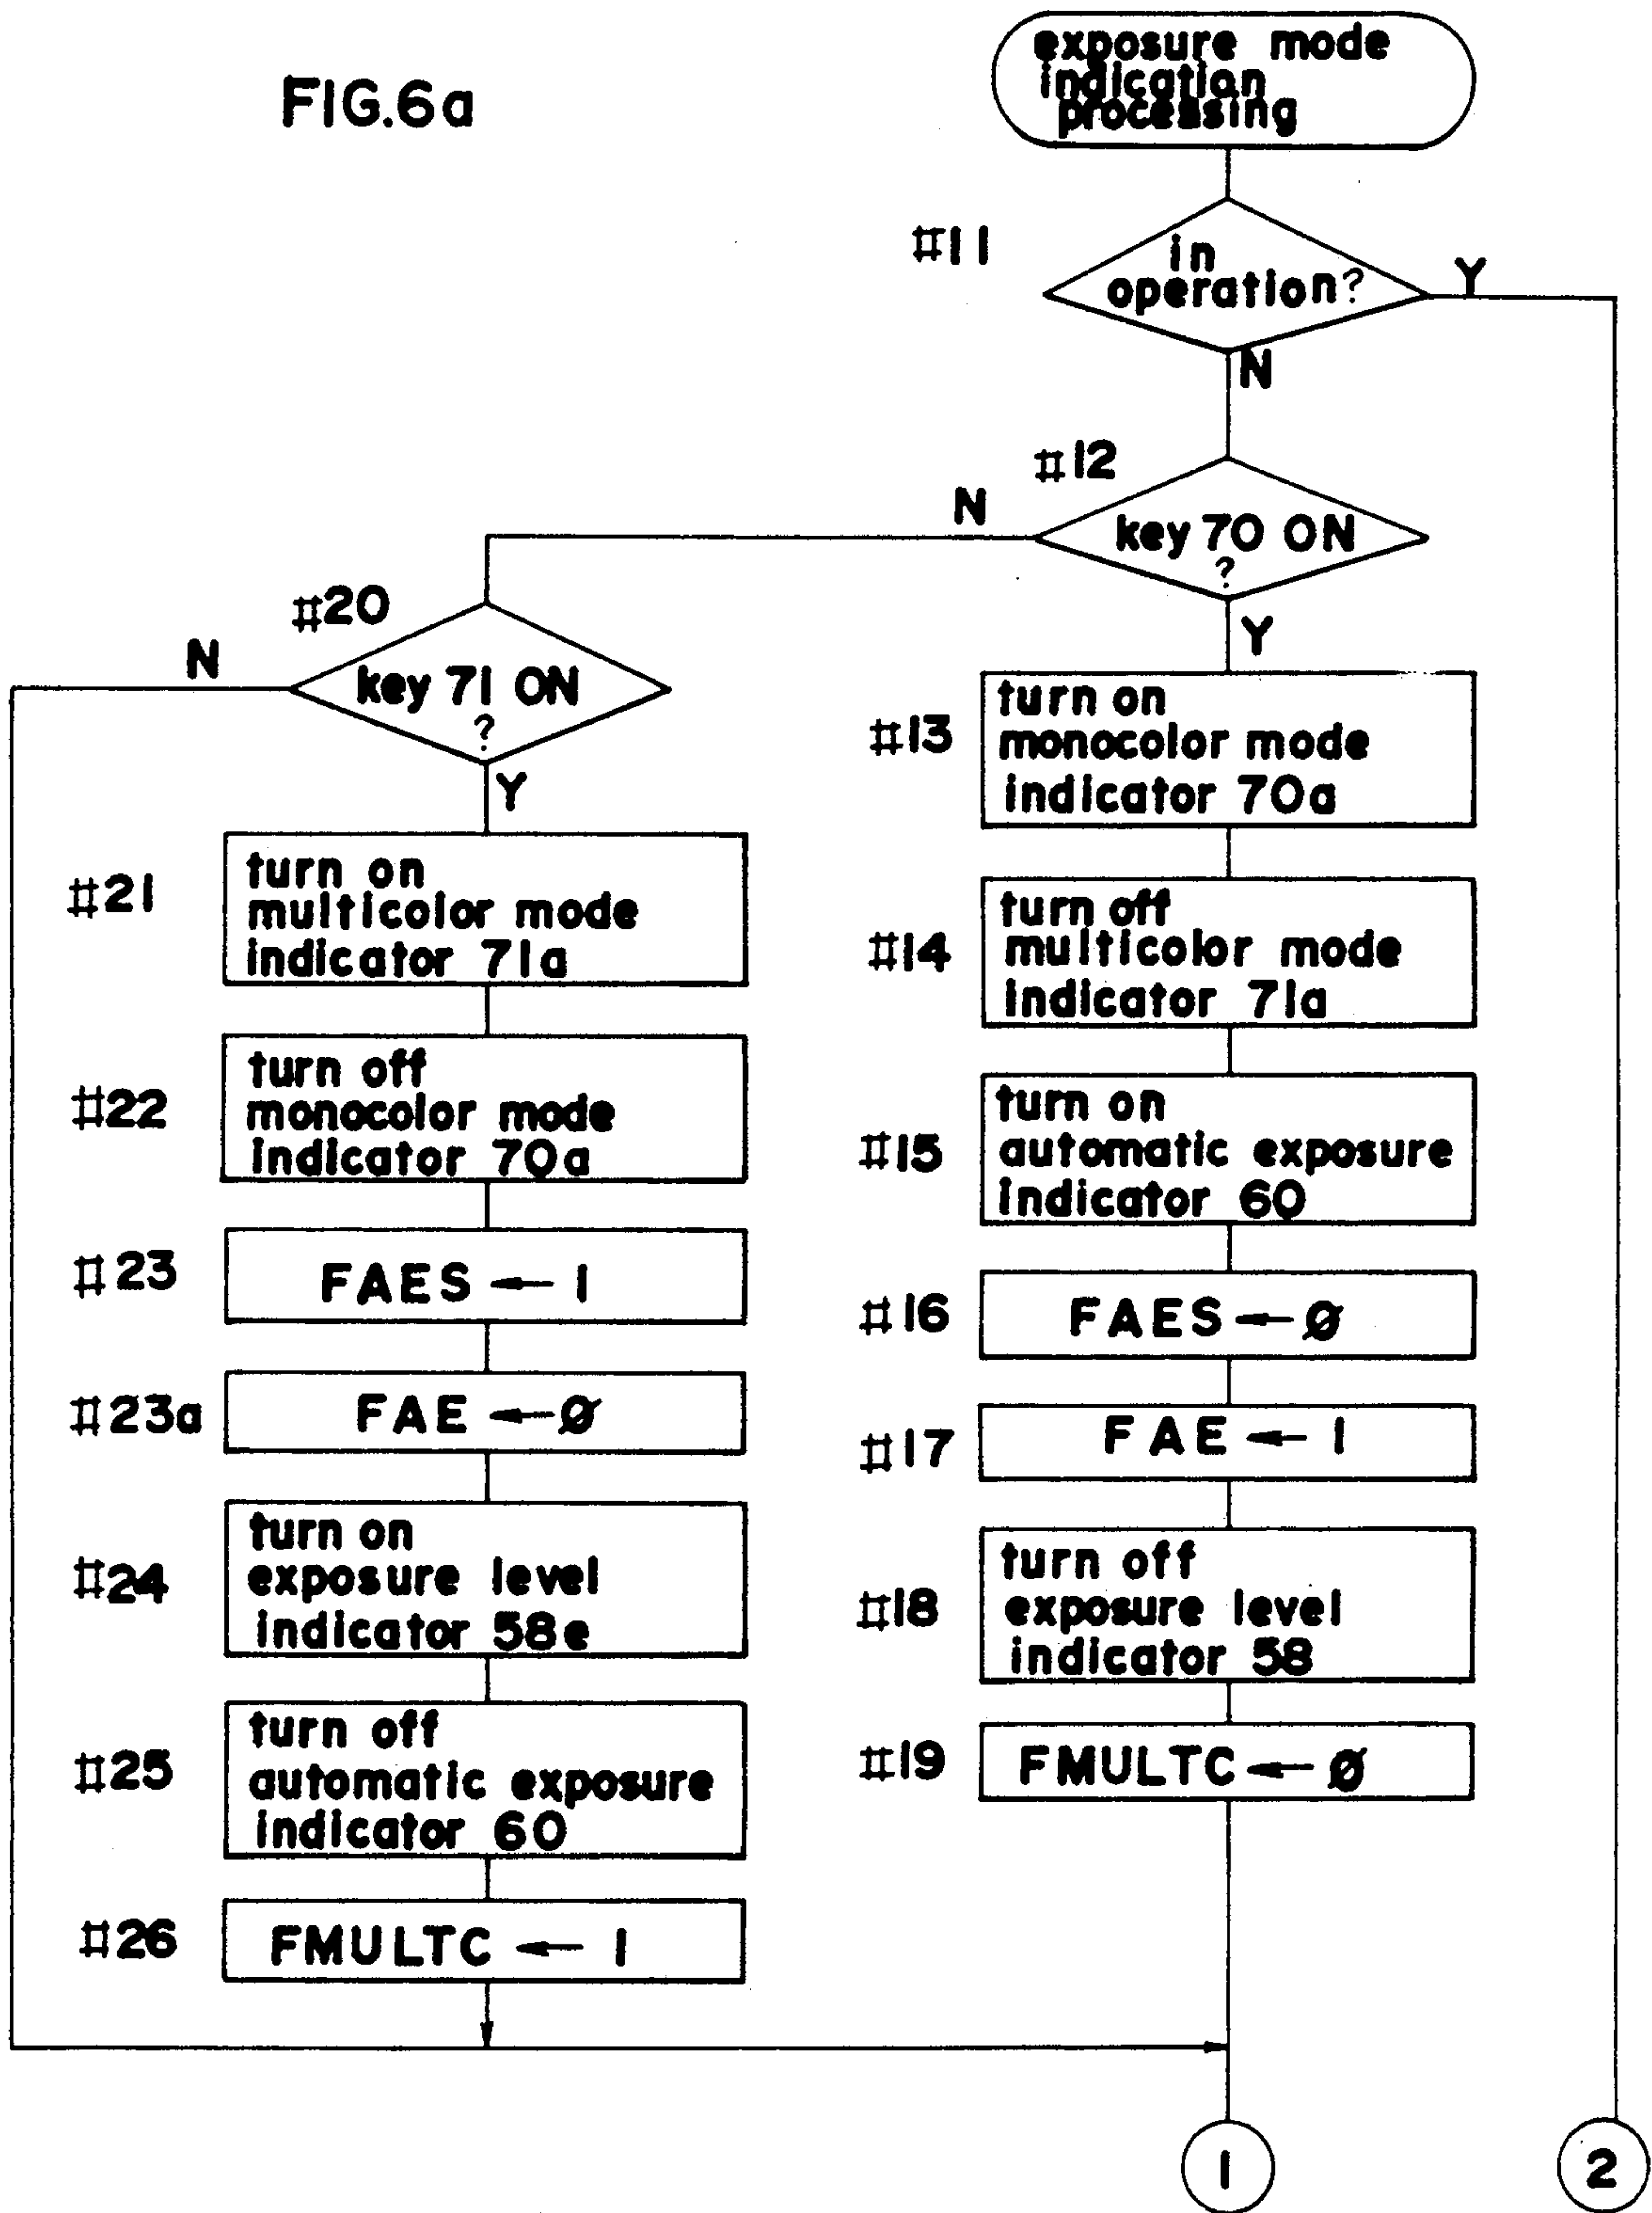 FIG.6a
exposure mode
indication
processing
#11
in
operation?
Y
N
#12
key 70 ON
?
N
Y
#13
turn on
monocolor mode
indicator 70a
#14
turn off
multicolor mode
indicator 71a
#15
turn on
automatic exposure
indicator 60
#16
FAES ← Ø
#17
FAE ← 1
#18
turn off
exposure level
indicator 58
#19
FMULTC ← Ø
#20
key 71 ON
?
N
Y
#21
turn on
multicolor mode
indicator 71a
#22
turn off
monocolor mode
indicator 70a
#23
FAES ← 1
#23a
FAE ← Ø
#24
turn on
exposure level
indicator 58e
#25
turn off
automatic exposure
indicator 60
#26
FMULTC ← 1
1
2